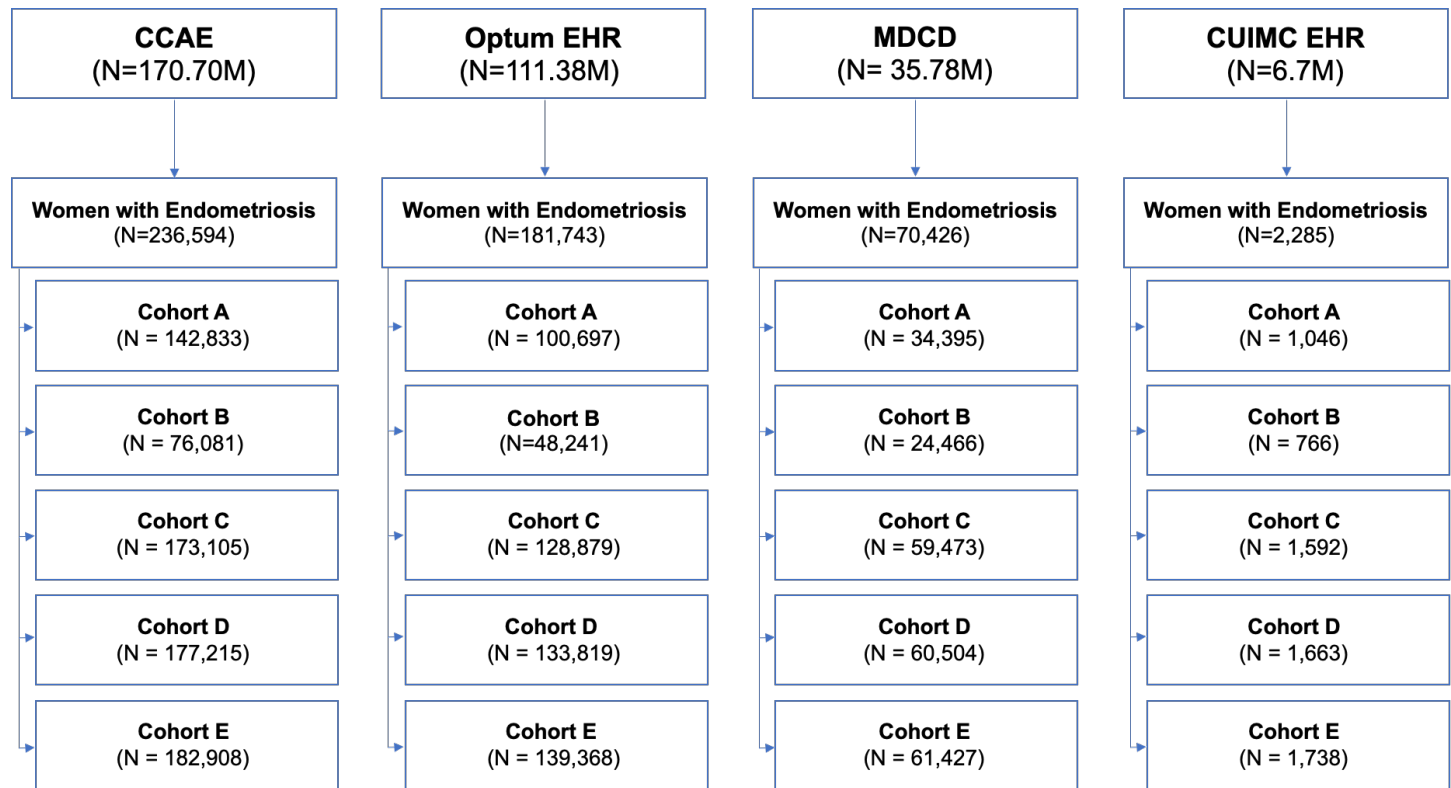 CCAE
(N=170.70M)
Women with Endometriosis
(N=236,594)
Cohort A
(N = 142,833)
Cohort B
(N = 76,081)
Cohort C
(N = 173,105)
Cohort D
(N = 177,215)
Cohort E
(N = 182,908)
Optum EHR
(N=111.38M)
Women with Endometriosis
(N=181,743)
Cohort A
(N = 100,697)
Cohort B
(N=48,241)
Cohort C
(N = 128,879)
Cohort D
(N = 133,819)
Cohort E
(N = 139,368)
MDCD
(N= 35.78M)
Women with Endometriosis
(N=70,426)
Cohort A
(N = 34,395)
Cohort B
(N = 24,466)
Cohort C
(N = 59,473)
Cohort D
(N = 60,504)
Cohort E
(N = 61,427)
CUIMC EHR
(N=6.7M)
Women with Endometriosis
(N=2,285)
Cohort A
(N = 1,046)
Cohort B
(N = 766)
Cohort C
(N = 1,592)
Cohort D
(N = 1,663)
Cohort E
(N = 1,738)